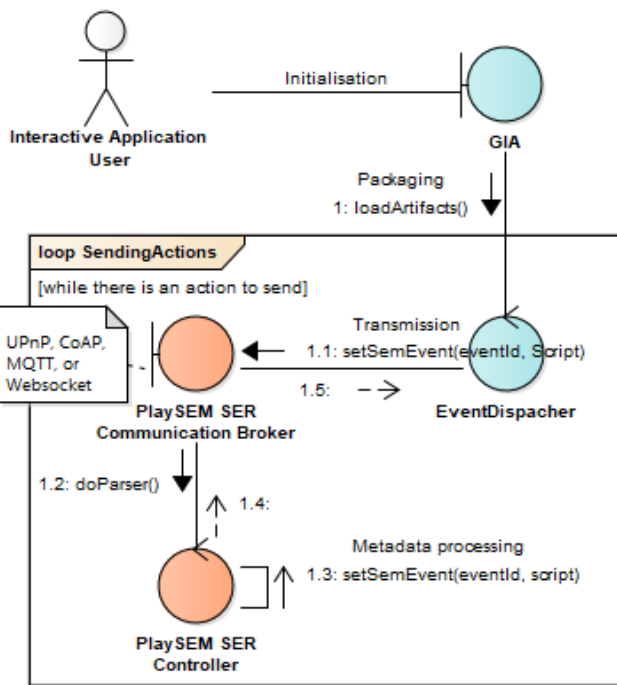 Initialisation
Interactive Application
User
GIA
Packaging
1: loadArtifacts()
loop SendingActions
[while there is an action to send]
UPnP, CoAP,
MQTT, or
Websocket
Transmission
1.1: setSemEvent(eventId, Script)
1.5:
EventDispacher
PlaySEM SER
Communication Broker
1.2: doParser()
1.4:
Metadata processing
1.3: setSemEvent(eventId, script)
PlaySEM SER
Controller